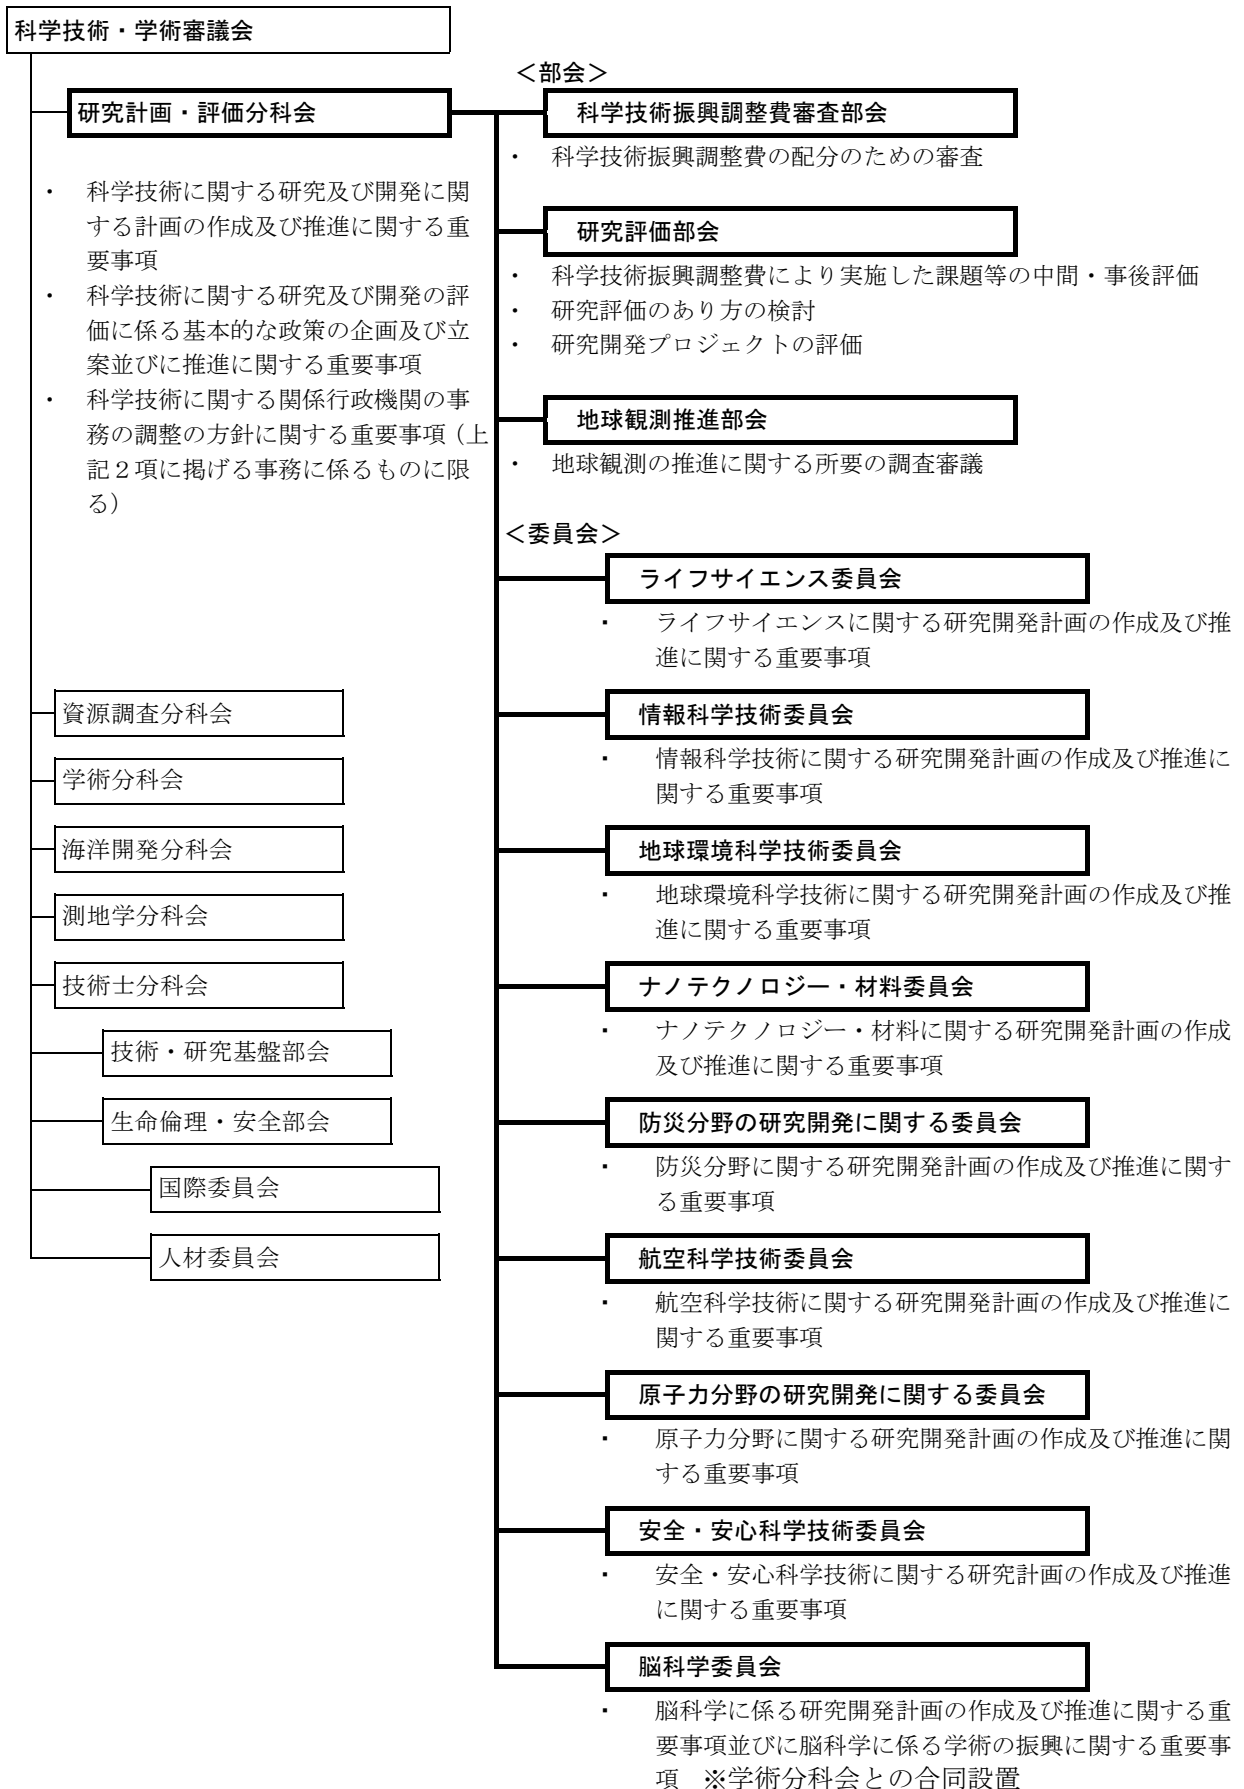 科学技術・学術審議会
研究計画・評価分科会
・ 科学技術に関する研究及び開発に関
する計画の作成及び推進に関する重
要事項
・ 科学技術に関する研究及び開発の評
価に係る基本的な政策の企画及び立
案並びに推進に関する重要事項
・ 科学技術に関する関係行政機関の事
務の調整の方針に関する重要事項（上
記２項に掲げる事務に係るものに限
る）
資源調査分科会
学術分科会
海洋開発分科会
測地学分科会
技術士分科会
技術・研究基盤部会
生命倫理・安全部会
国際委員会
人材委員会
＜部会＞
科学技術振興調整費審査部会
・ 科学技術振興調整費の配分のための審査
研究評価部会
・ 科学技術振興調整費により実施した課題等の中間・事後評価
・ 研究評価のあり方の検討
・ 研究開発プロジェクトの評価
地球観測推進部会
・ 地球観測の推進に関する所要の調査審議
＜委員会＞
ライフサイエンス委員会
・ ライフサイエンスに関する研究開発計画の作成及び推
進に関する重要事項
情報科学技術委員会
・ 情報科学技術に関する研究開発計画の作成及び推進に
関する重要事項
地球環境科学技術委員会
・ 地球環境科学技術に関する研究開発計画の作成及び推
進に関する重要事項
ナノテクノロジー・材料委員会
・ ナノテクノロジー・材料に関する研究開発計画の作成
及び推進に関する重要事項
防災分野の研究開発に関する委員会
・ 防災分野に関する研究開発計画の作成及び推進に関す
る重要事項
航空科学技術委員会
・ 航空科学技術に関する研究開発計画の作成及び推進に
関する重要事項
原子力分野の研究開発に関する委員会
・ 原子力分野に関する研究開発計画の作成及び推進に関
する重要事項
安全・安心科学技術委員会
・ 安全・安心科学技術に関する研究計画の作成及び推進
に関する重要事項
脳科学委員会
・ 脳科学に係る研究開発計画の作成及び推進に関する重
要事項並びに脳科学に係る学術の振興に関する重要事
項 ※学術分科会との合同設置